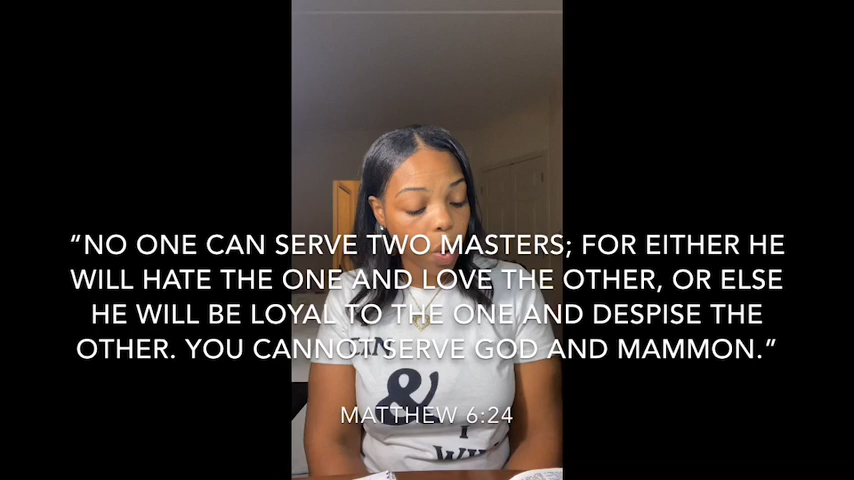 “NO ONE CAN SERVE TWO MASTERS; FOR EITHER HE
WILL HATE THE ONE AND LOVE THE OTHER, OR ELSE
HE WILL BE LOYAL TO THE ONE AND DESPISE THE
OTHER. YOU CANNOT SERVE GOD AND MAMMON.”
&
I
MATTHEW 6:24